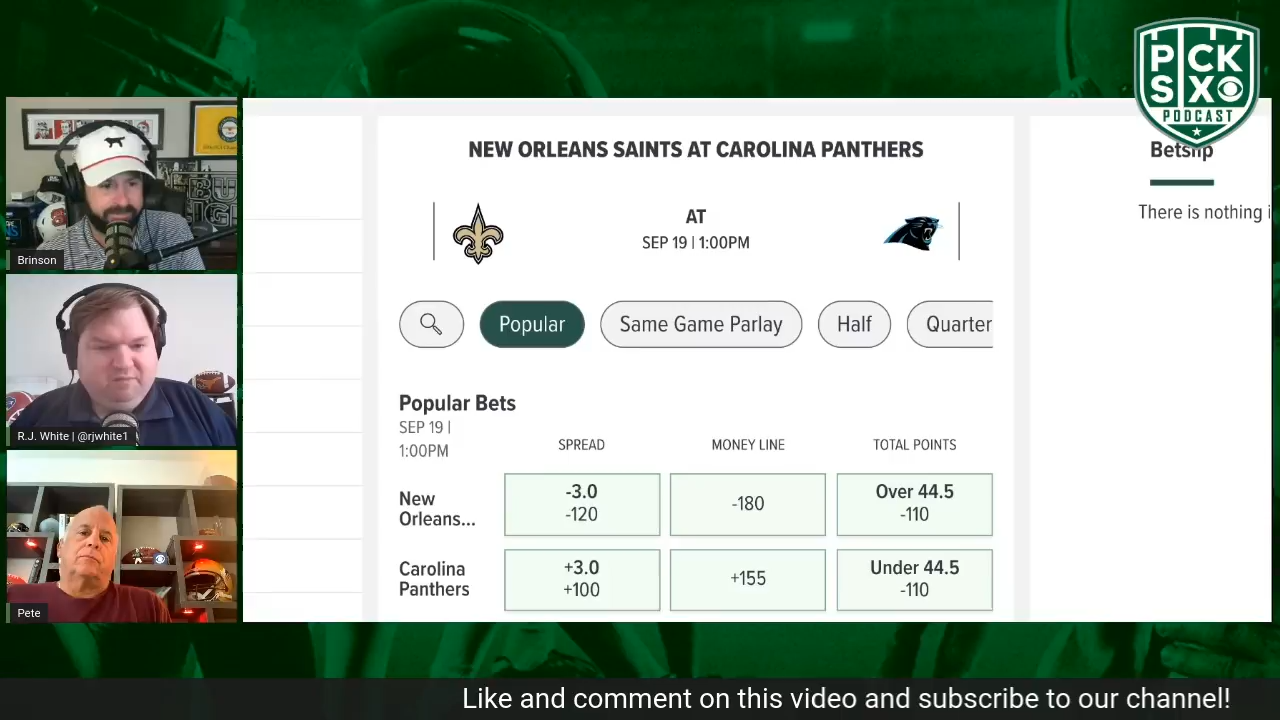 PICK
SIX
PODCAST
NEW ORLEANS SAINTS AT CAROLINA PANTHERS
AT
SEP 19 | 1:00PM
Popular
Same Game Parlay
Half
Quarter
Popular Bets
SEP 19 |
1:00PM
SPREAD
MONEY LINE
TOTAL POINTS
New
Orleans...
-3.0
-120
-180
Over 44.5
-110
Carolina
Panthers
+3.0
+100
+155
Under 44.5
-110
Betslip
There is nothing i
Brinson
R.J. White | @rjwhite1
Pete
Like and comment on this video and subscribe to our channel!